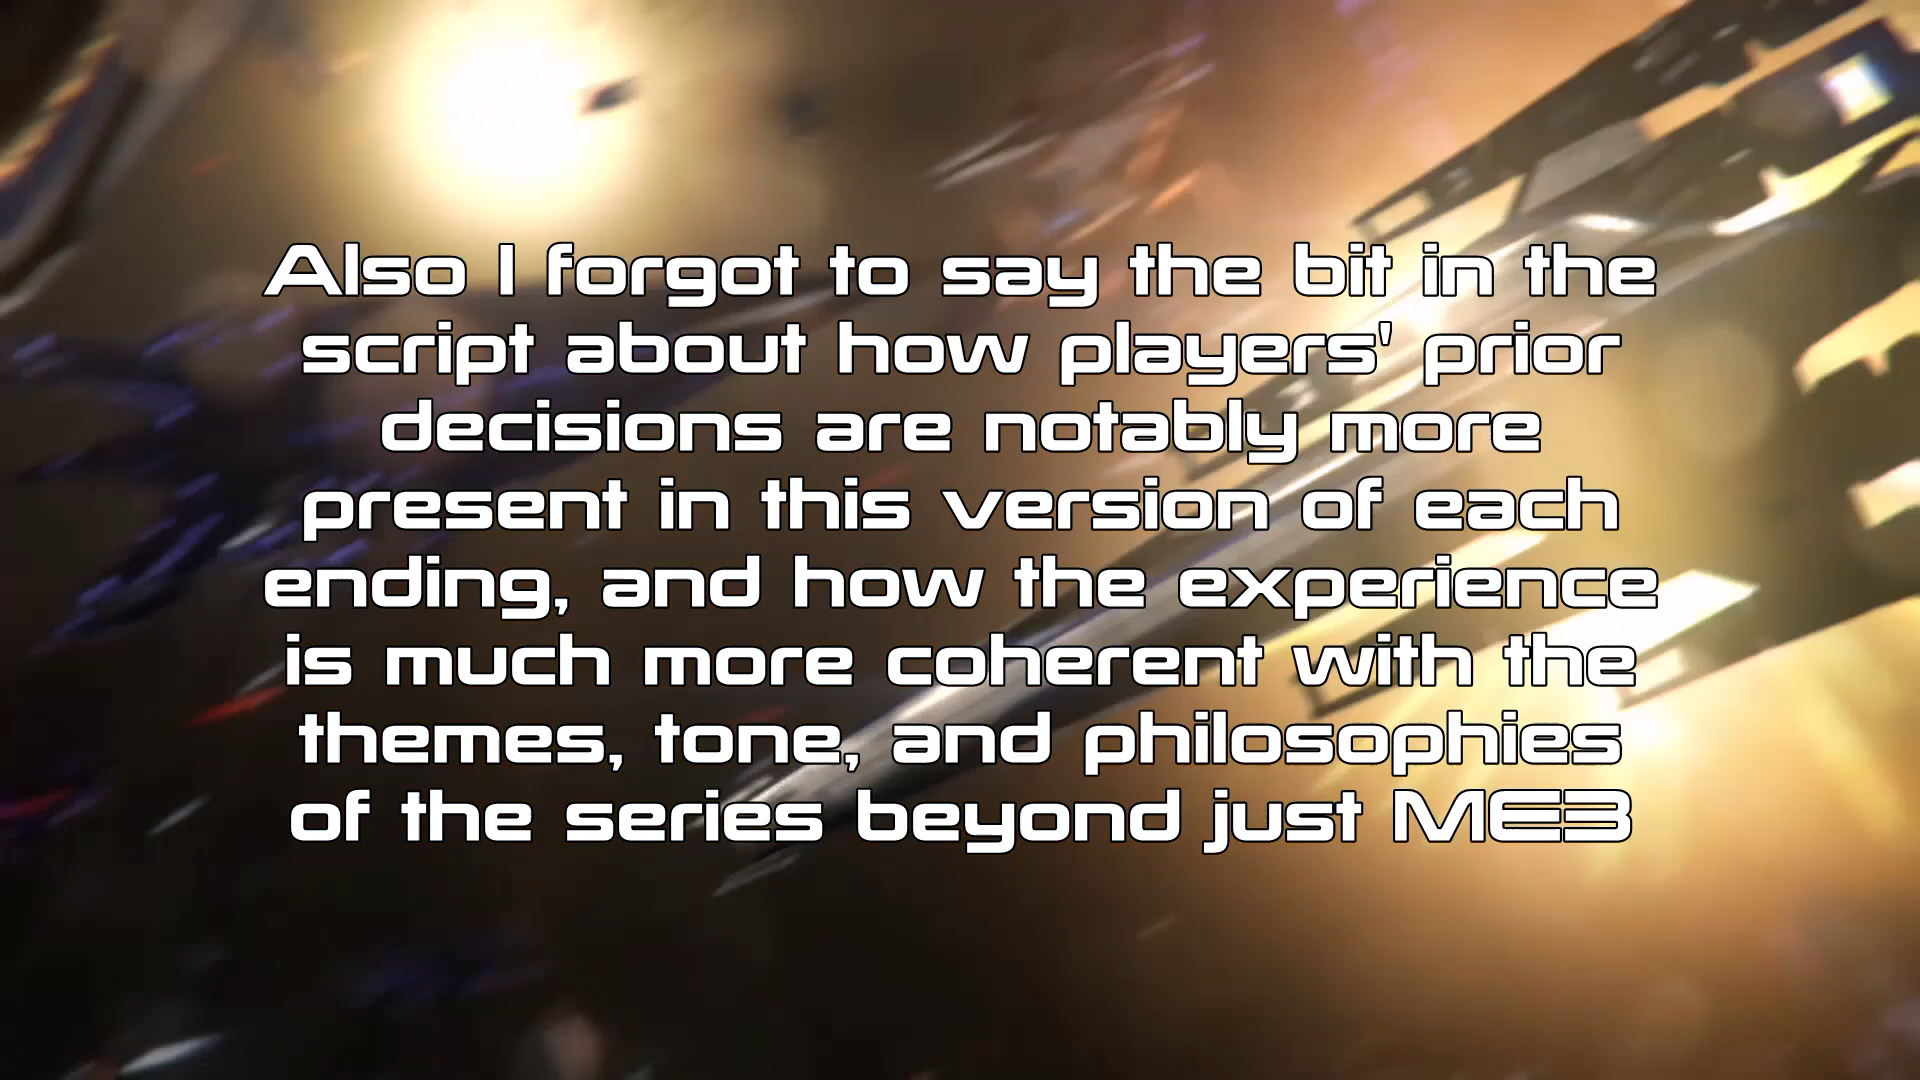 Also I forgot to say the bit in the
script about how players' prior
decisions are notably more
present in this version of each
ending, and how the experience
is much more coherent with the
themes, tone, and philosophies
of the series beyond just ME3